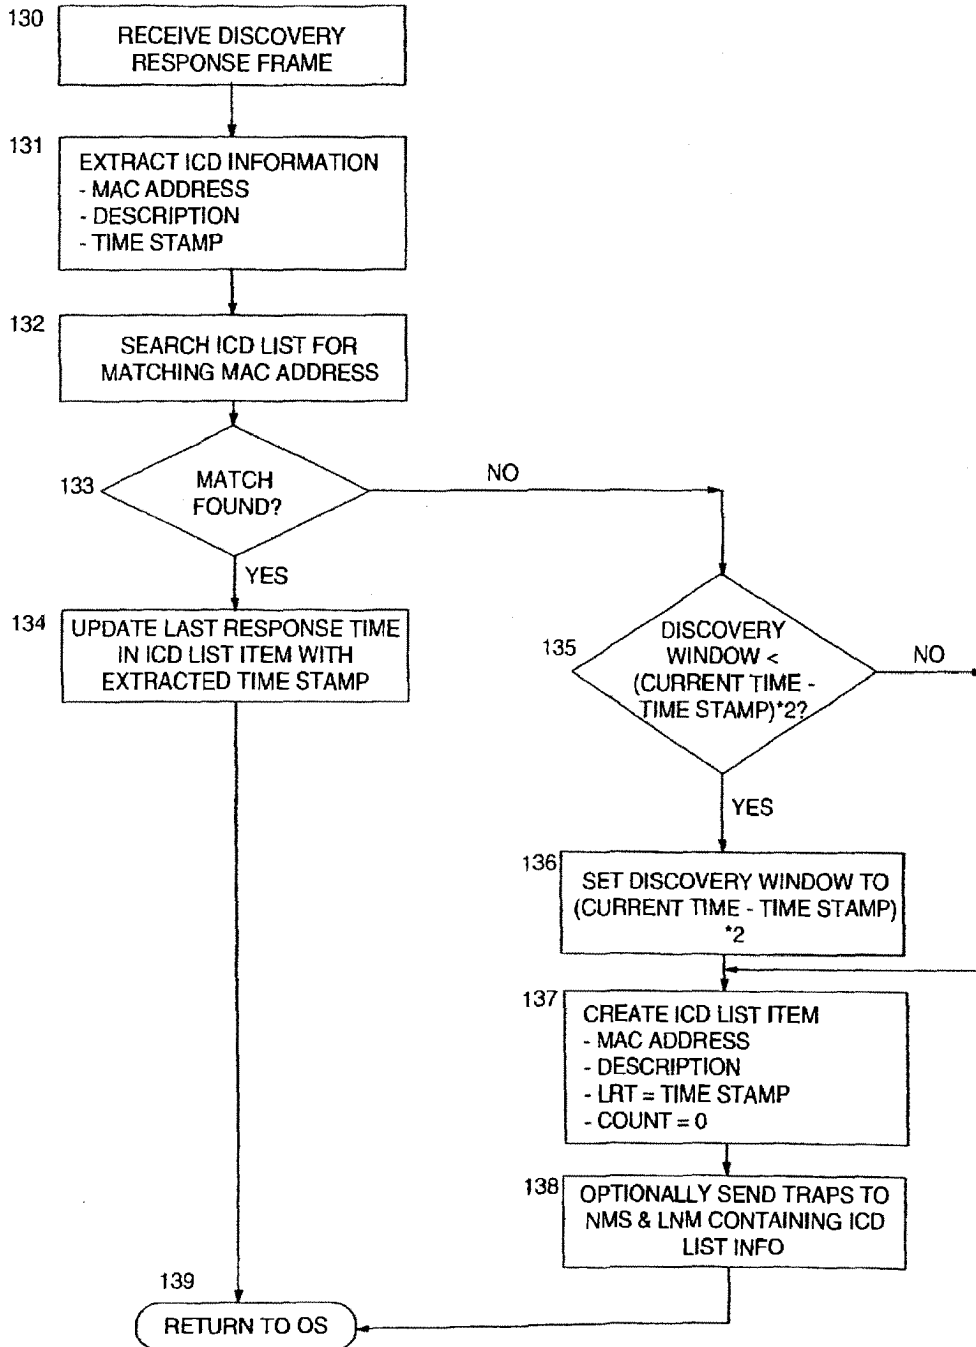 130
RECEIVE DISCOVERY
RESPONSE FRAME
131
EXTRACT ICD INFORMATION
- MAC ADDRESS
- DESCRIPTION
- TIME STAMP
132
SEARCH ICD LIST FOR
MATCHING MAC ADDRESS
133
MATCH
FOUND?
NO
YES
134
UPDATE LAST RESPONSE TIME
IN ICD LIST ITEM WITH
EXTRACTED TIME STAMP
135
DISCOVERY
WINDOW <
(CURRENT TIME -
TIME STAMP)*2?
NO
YES
136
SET DISCOVERY WINDOW TO
(CURRENT TIME - TIME STAMP)
*2
137
CREATE ICD LIST ITEM
- MAC ADDRESS
- DESCRIPTION
- LRT = TIME STAMP
- COUNT = 0
138
OPTIONALLY SEND TRAPS TO
NMS & LNM CONTAINING ICD
LIST INFO
139
RETURN TO OS